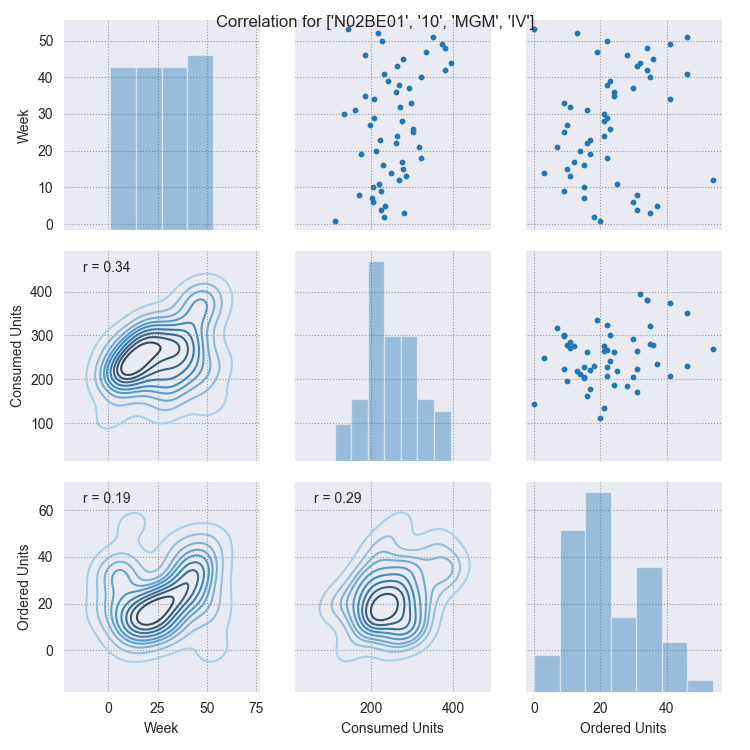 Correlation for ['N02BE01', '10', 'MGM', 'IV']
50
40
30
20
10
0
Week
r = 0.34
400
300
200
100
Consumed Units
r = 0.19
r = 0.29
60
40
20
0
Ordered Units
0 25 50 75
200 400
0 20 40
Week
Consumed Units
Ordered Units